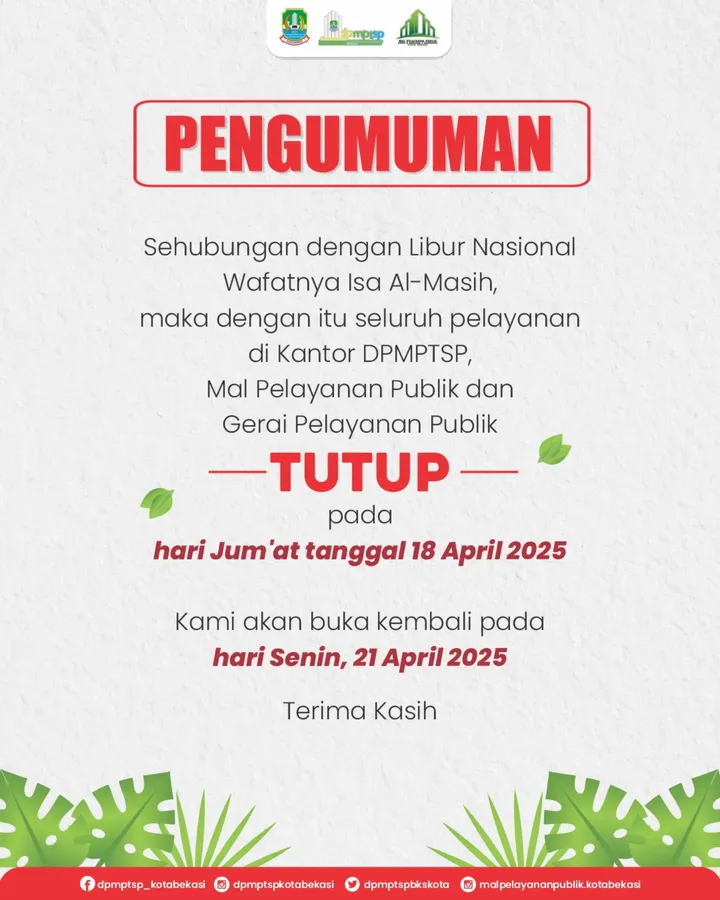 dpmptsp
PENGUMUMAN
Sehubungan dengan Libur Nasional
Wafatnya Isa Al-Masih,
maka dengan itu seluruh pelayanan
di Kantor DPMPTSP,
Mal Pelayanan Publik dan
Gerai Pelayanan Publik
TUTUP
pada
hari Jum'at tanggal 18 April 2025
Kami akan buka kembali pada
hari Senin, 21 April 2025
Terima Kasih
dpmptsp_kotabekasi dpmptspkotabekasi dpmptspbkskota malpelayananpublik.kotabekasi